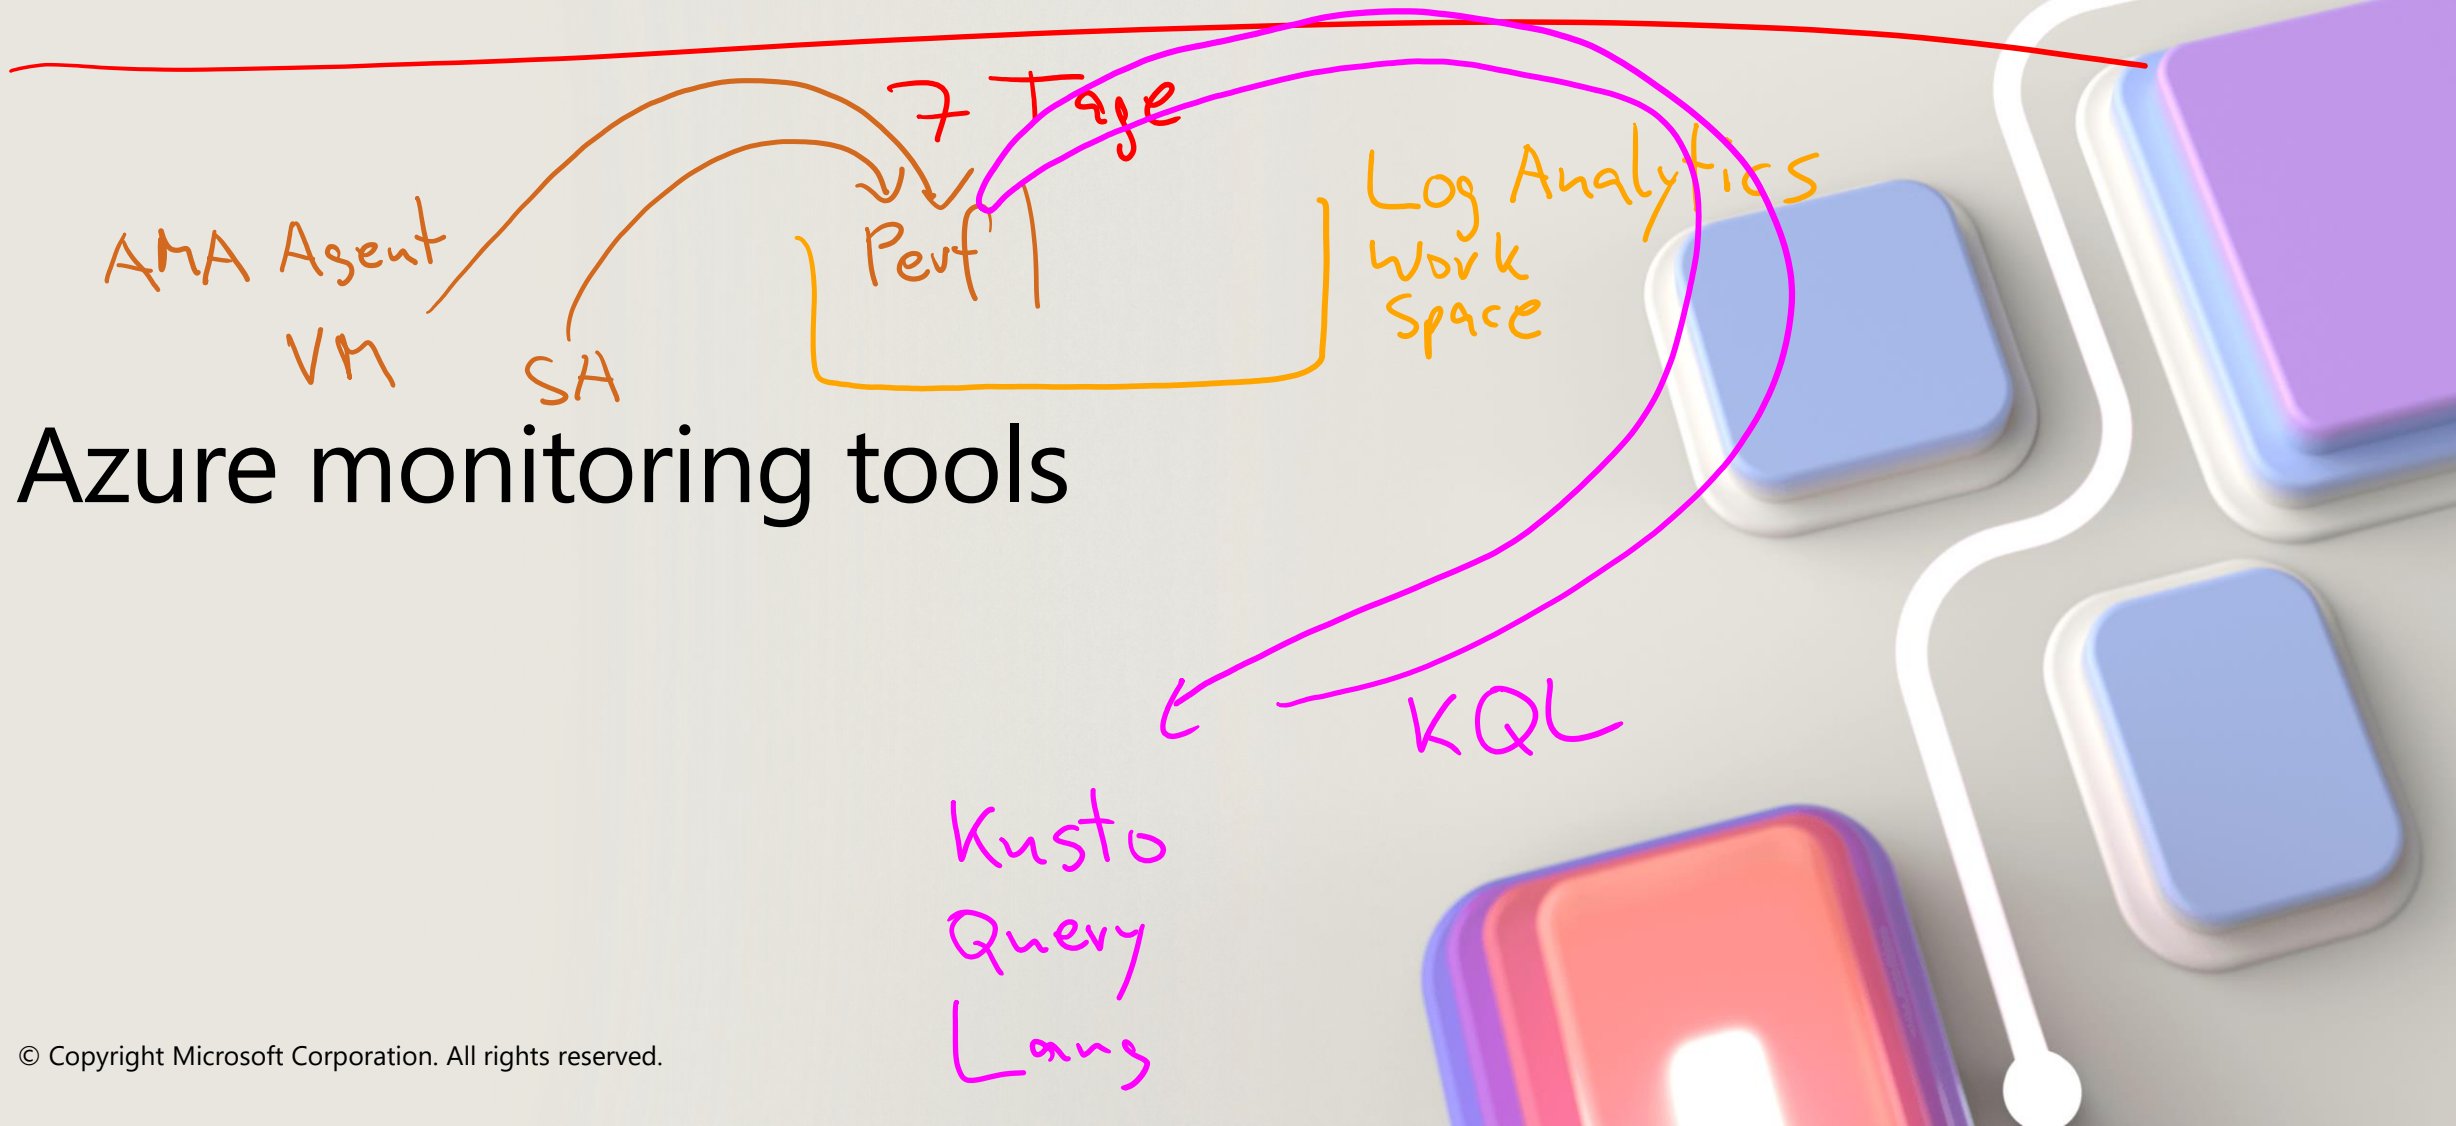 7 Tage
Log Analytics
Work
Space
AMA Agent
Perf
VM
SA
Azure monitoring tools
KQL
Kusto
Query
Lang
© Copyright Microsoft Corporation. All rights reserved.